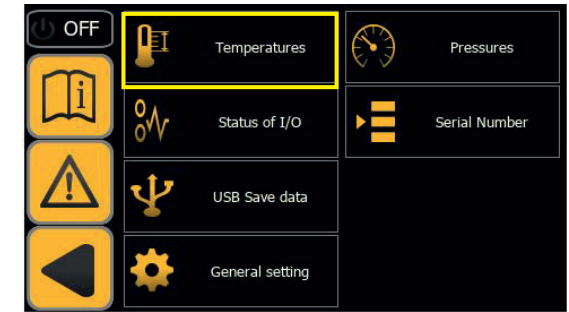 OFF
Temperatures
Pressures
Status of I/O
Serial Number
USB Save data
General setting
i